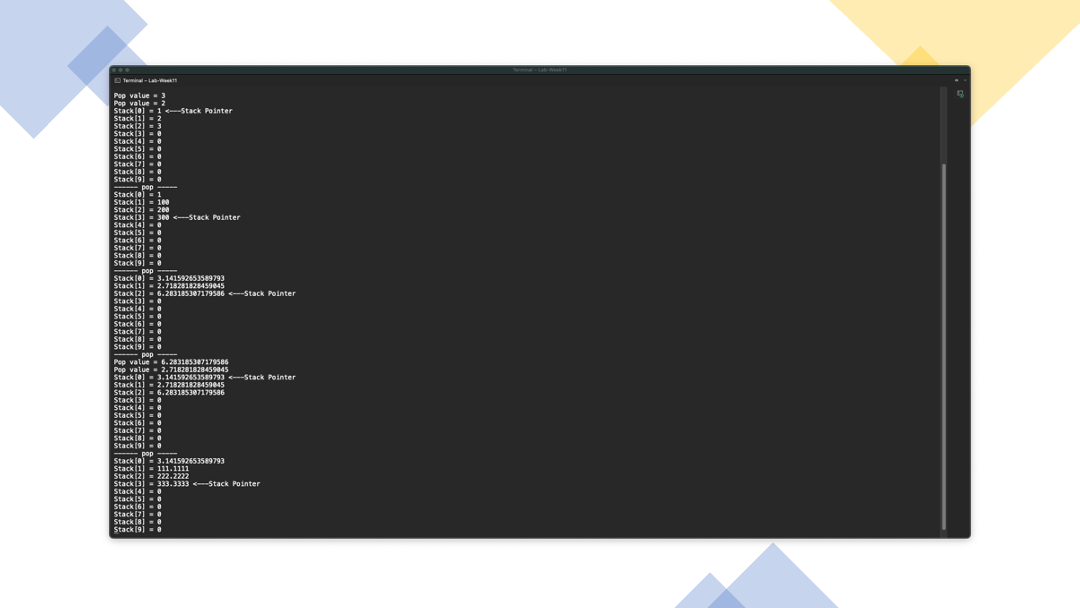 Terminal – Lab-Week11
Terminal – Lab-Week11
Pop value = 3
Pop value = 2
Stack[0] = 1 <---Stack Pointer
Stack[1] = 2
Stack[2] = 3
Stack[3] = 0
Stack[4] = 0
Stack[5] = 0
Stack[6] = 0
Stack[7] = 0
Stack[8] = 0
Stack[9] = 0
------ pop -----
Stack[0] = 1
Stack[1] = 100
Stack[2] = 200
Stack[3] = 300 <---Stack Pointer
Stack[4] = 0
Stack[5] = 0
Stack[6] = 0
Stack[7] = 0
Stack[8] = 0
Stack[9] = 0
------ pop -----
Stack[0] = 3.141592653589793
Stack[1] = 2.718281828459045
Stack[2] = 6.283185307179586 <---Stack Pointer
Stack[3] = 0
Stack[4] = 0
Stack[5] = 0
Stack[6] = 0
Stack[7] = 0
Stack[8] = 0
Stack[9] = 0
------ pop -----
Pop value = 6.283185307179586
Pop value = 2.718281828459045
Stack[0] = 3.141592653589793 <---Stack Pointer
Stack[1] = 2.718281828459045
Stack[2] = 6.283185307179586
Stack[3] = 0
Stack[4] = 0
Stack[5] = 0
Stack[6] = 0
Stack[7] = 0
Stack[8] = 0
Stack[9] = 0
------ pop -----
Stack[0] = 3.141592653589793
Stack[1] = 111.1111
Stack[2] = 222.2222
Stack[3] = 333.3333 <---Stack Pointer
Stack[4] = 0
Stack[5] = 0
Stack[6] = 0
Stack[7] = 0
Stack[8] = 0
Stack[9] = 0